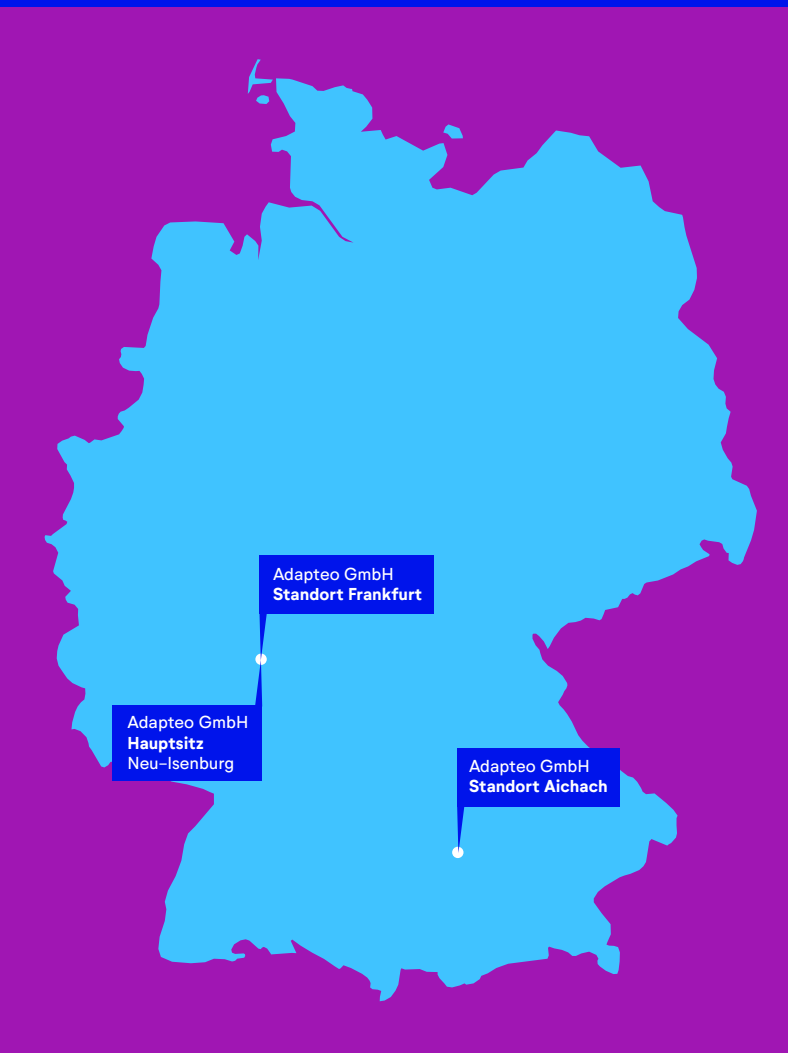 Adapteo GmbH
Standort Frankfurt
Adapteo GmbH
Hauptsitz
Neu-Isenburg
Adapteo GmbH
Standort Aichach